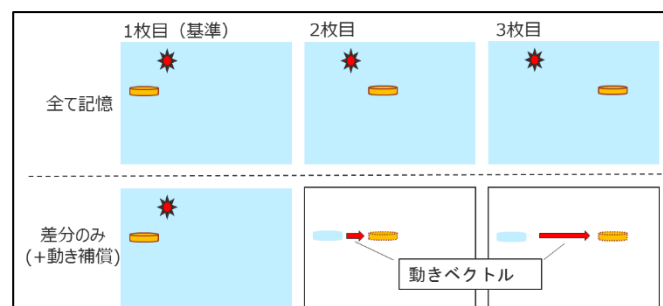 1枚目（基準）
2枚目
3枚目
全て記憶
差分のみ
(+動き補償)
動きベクトル